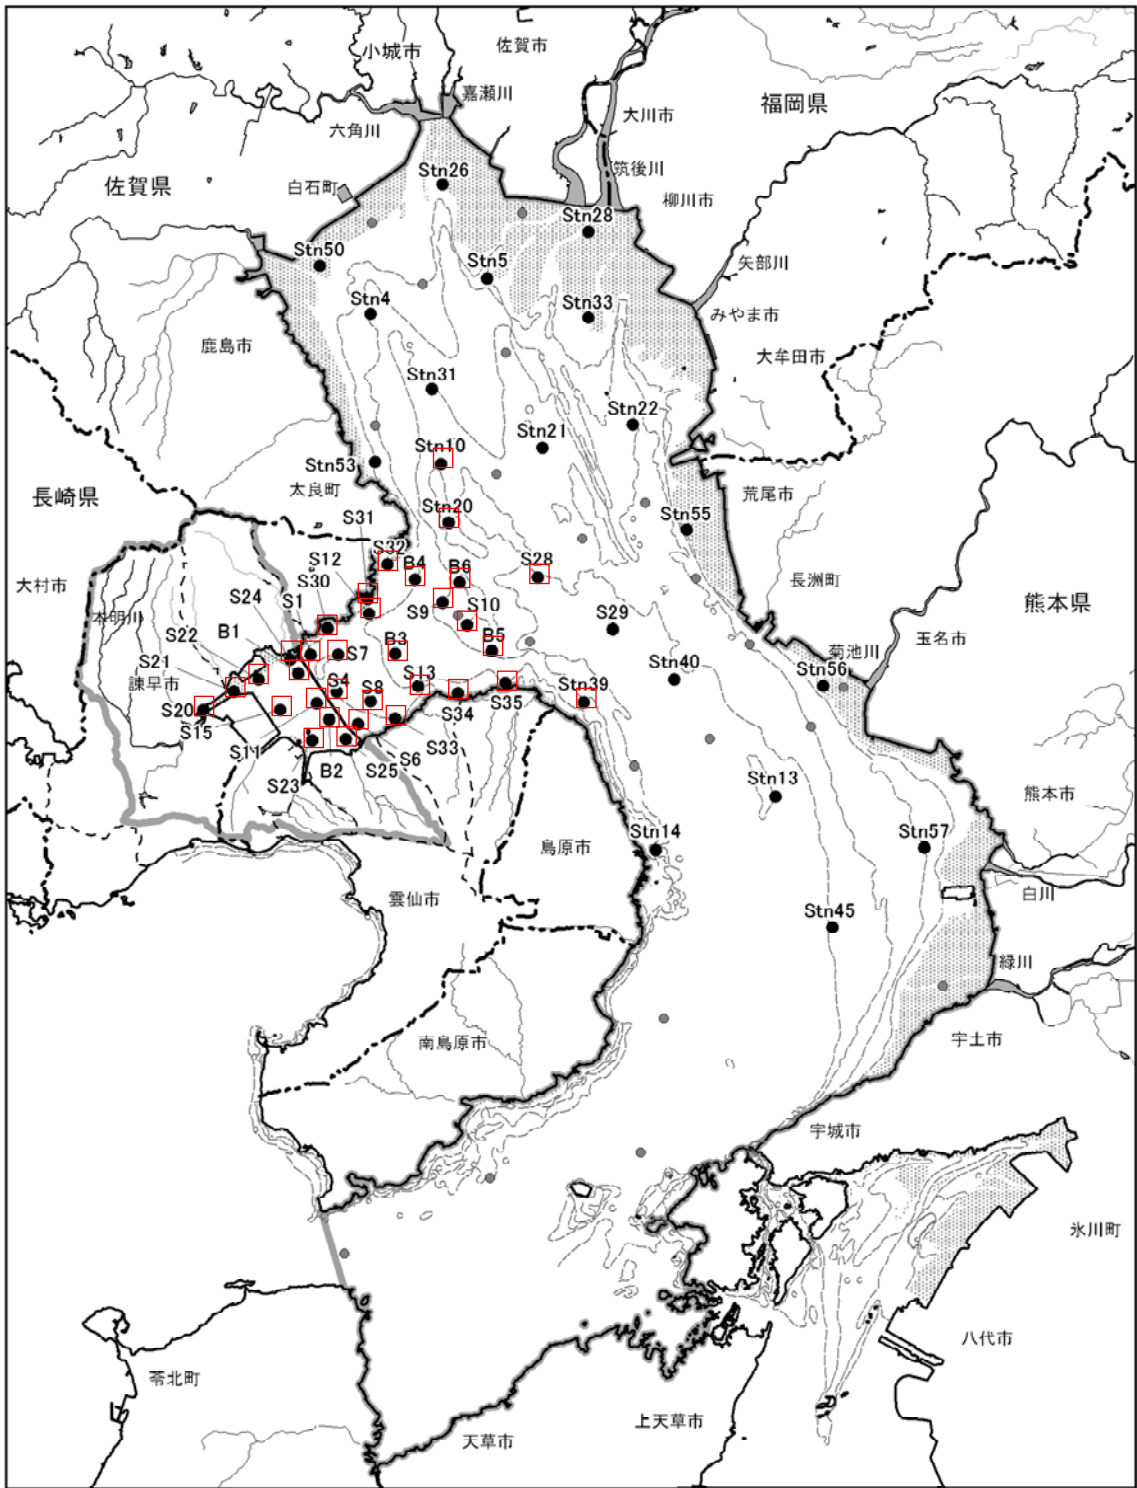 小城市
佐賀市
嘉瀬川
六角川
大川市
福岡県
佐賀県
白石町
Stn26
筑後川
柳川市
Stn28
Stn50
Stn5
矢部川
Stn4
Stn33
みやま市
鹿島市
大牟田市
Stn31
Stn22
Stn21
Stn10
Stn53
太良町
長崎県
荒尾市
Stn20
Stn55
S31
S32
大村市
S12
B4
B6
S28
長洲町
S30
熊本県
S24
S1
S9
S10
S29
本明川
玉名市
S22
B1
S7
B3
B5
菊池川
S21
Stn40
Stn56
諫早市
S4
S8
S13
S35
Stn39
S20
S15
S34
S11
S33
S6
B2
S25
S23
Stn13
熊本市
Stn14
Stn57
島原市
雲仙市
白川
Stn45
緑川
南島原市
宇土市
宇城市
氷川町
八代市
苓北町
上天草市
天草市